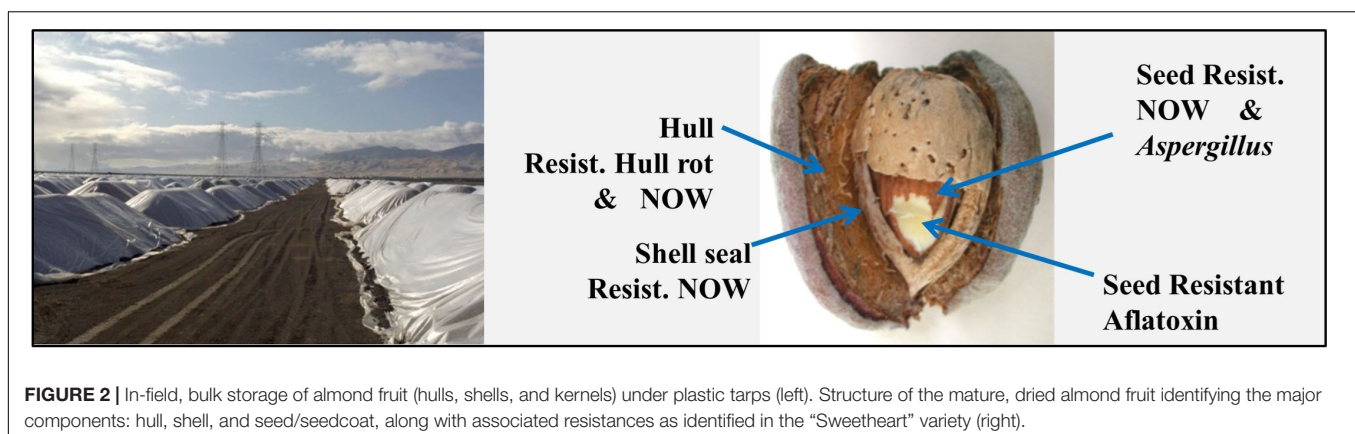 Hull
Resist. Hull rot
& NOW
Shell seal
Resist. NOW
Seed Resist.
NOW &
Aspergillus
Seed Resistant
Aflatoxin
FIGURE 2 | In-field, bulk storage of almond fruit (hulls, shells, and kernels) under plastic tarps (left). Structure of the mature, dried almond fruit identifying the major
components: hull, shell, and seed/seedcoat, along with associated resistances as identified in the “Sweetheart” variety (right).